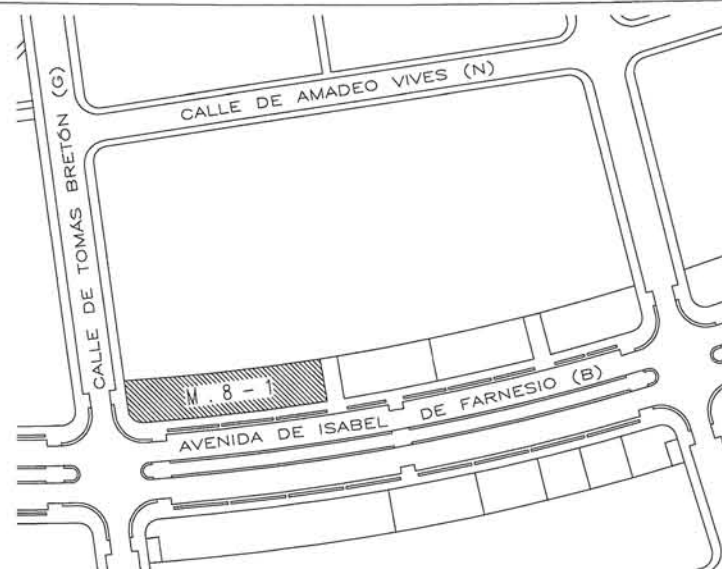 CALLE DE AMADEO VIVES (N)
CALLE DE TOMÁS BRETÓN (G)
M.8-1
AVENIDA DE ISABEL DE FARNESIO (B)